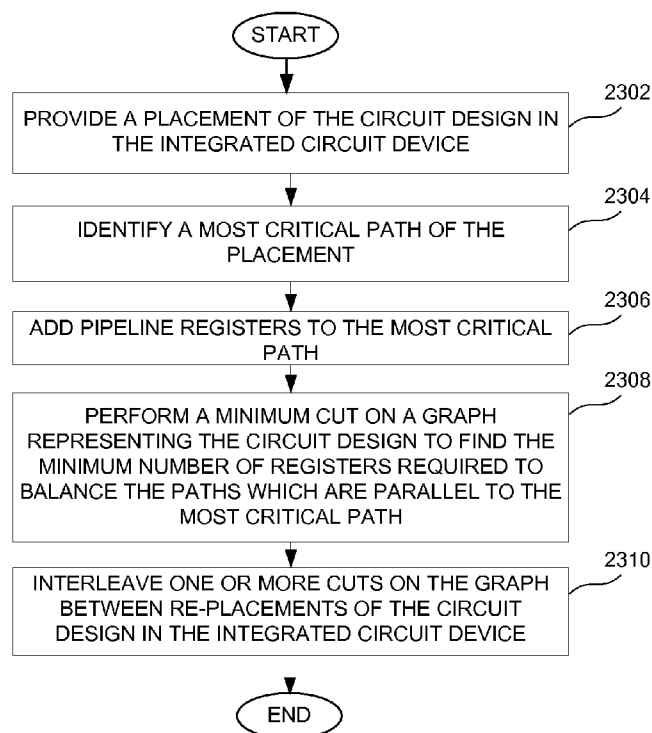 START
2302
PROVIDE A PLACEMENT OF THE CIRCUIT DESIGN IN
THE INTEGRATED CIRCUIT DEVICE
2304
IDENTIFY A MOST CRITICAL PATH OF THE
PLACEMENT
2306
ADD PIPELINE REGISTERS TO THE MOST CRITICAL
PATH
2308
PERFORM A MINIMUM CUT ON A GRAPH
REPRESENTING THE CIRCUIT DESIGN TO FIND THE
MINIMUM NUMBER OF REGISTERS REQUIRED TO
BALANCE THE PATHS WHICH ARE PARALLEL TO THE
MOST CRITICAL PATH
2310
INTERLEAVE ONE OR MORE CUTS ON THE GRAPH
BETWEEN RE-PLACEMENTS OF THE CIRCUIT
DESIGN IN THE INTEGRATED CIRCUIT DEVICE
END